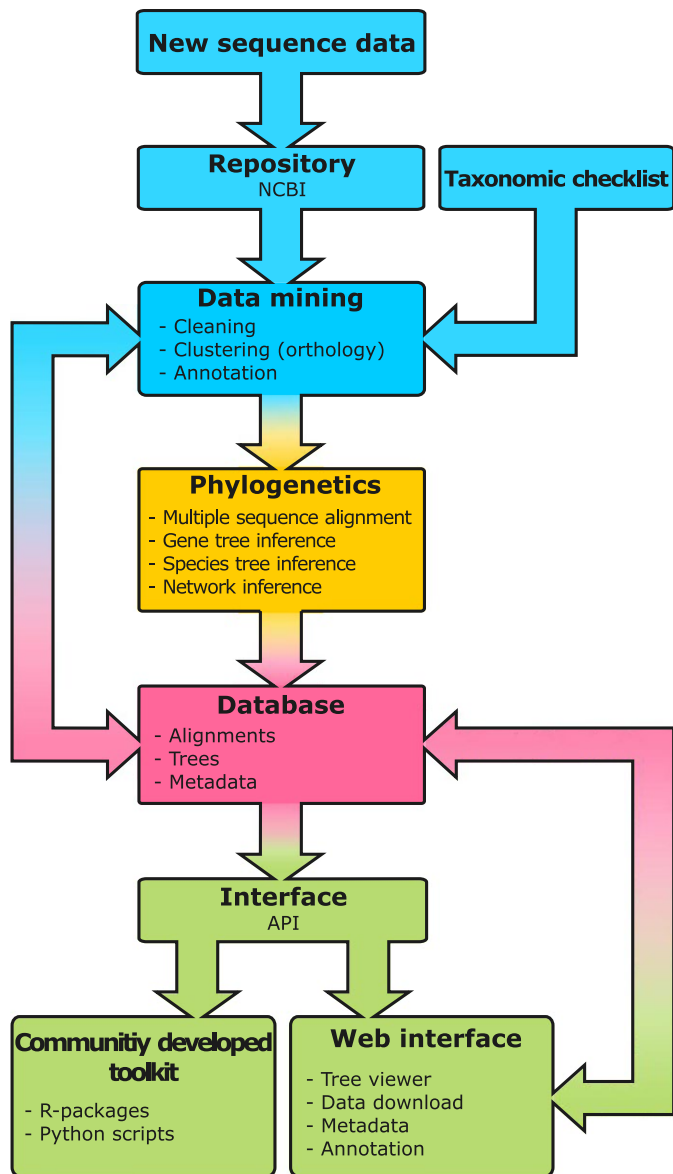 New sequence data
Repository
NCBI
Taxonomic checklist
Data mining
- Cleaning
- Clustering (orthology)
- Annotation
Phylogenetics
- Multiple sequence alignment
- Gene tree inference
- Species tree inference
- Network inference
Database
- Alignments
- Trees
- Metadata
Interface
API
Communitiy developed
toolkit
- R-packages
- Python scripts
Web interface
- Tree viewer
- Data download
- Metadata
- Annotation